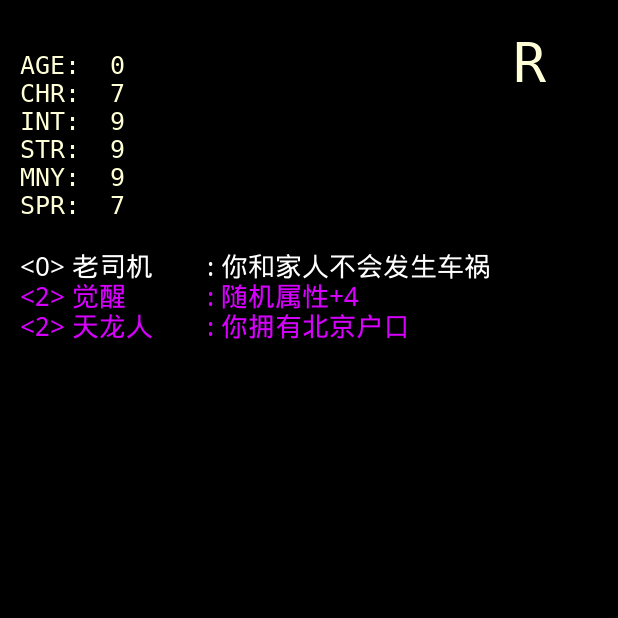 R
AGE: 0
CHR: 7
INT: 9
STR: 9
MNY: 9
SPR: 7
<0> 老司机 : 你和家人不会发生车祸
<2> 觉醒 : 随机属性+4
<2> 天龙人 : 你拥有北京户口